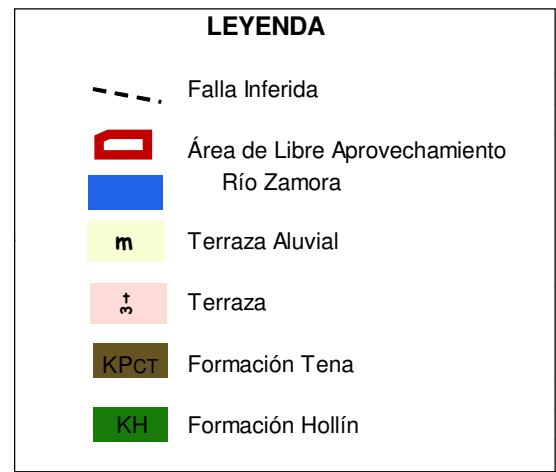 LEYENDA
Falla Inferida
Área de Libre Aprovechamiento
Río Zamora
m Terraza Aluvial
Terraza
KPCT Formación Tena
KH Formación Hollín